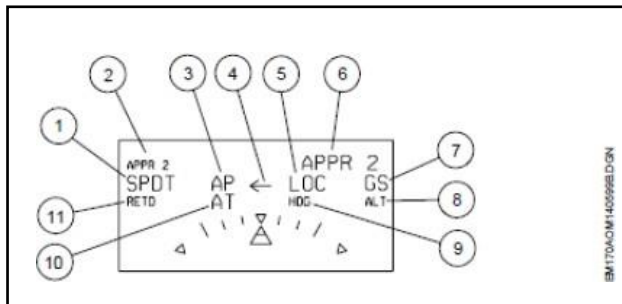 2 3 4 5 6
1
APPR 2 APPR 2
SPDT AP ← LOC GS 7
RETD AT HDG ALT 8
11
10 9
EM170AOM140599B.DGN